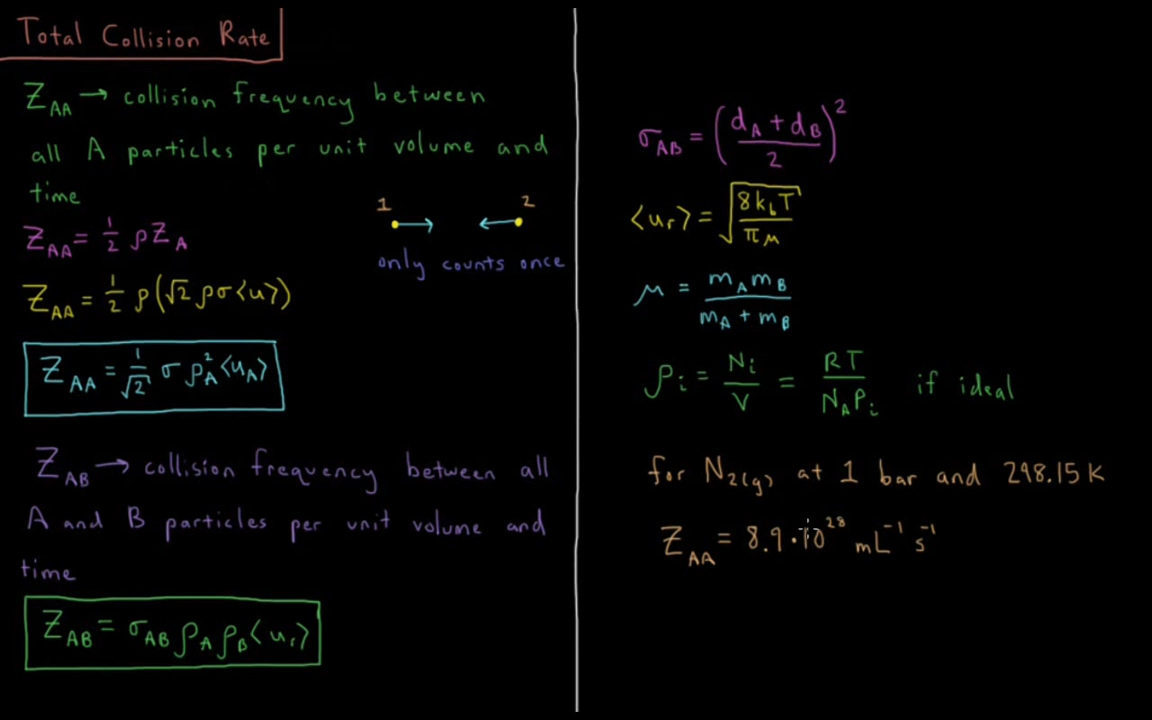 Total Collision Rate
Z_AA → collision frequency between
all A particles per unit volume and
time
Z_AA = 1/2 ρ Z_A
1 2
only counts once
Z_AA = 1/2 ρ(√2 ρσ<u>)
Z_AA = 1/√2 σ ρ_A² <u_A>
Z_AB → collision frequency between all
A and B particles per unit volume and
time
Z_AB = σ_AB ρ_A ρ_B <u_r>
σ_AB = ((d_A + d_B)/2)²
<u_r> = √(8k_bT/πμ)
μ = m_A m_B / (m_A + m_B)
ρ_i = N_i/V = RT/(N_A P_i) if ideal
for N_2(g) at 1 bar and 298.15 K
Z_AA = 8.9 · 10²⁸ mL⁻¹ s⁻¹